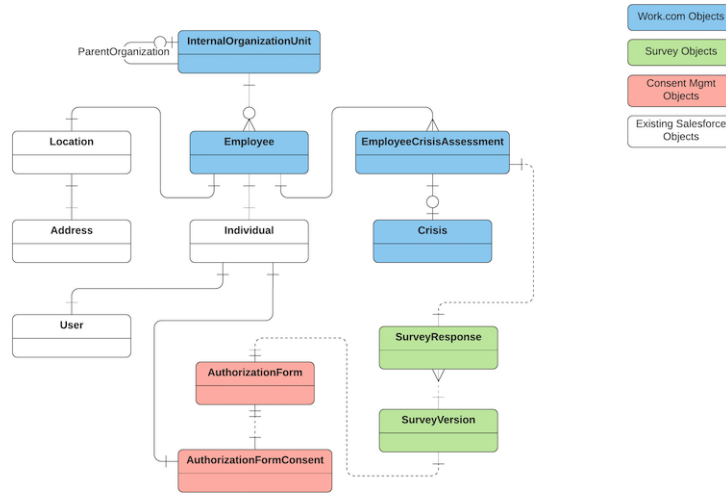 InternalOrganizationUnit
ParentOrganization
Work.com Objects
Survey Objects
Consent Mgmt
Objects
Existing Salesforce
Objects
Location
Employee
EmployeeCrisisAssessment
Address
Individual
Crisis
User
SurveyResponse
AuthorizationForm
SurveyVersion
AuthorizationFormConsent